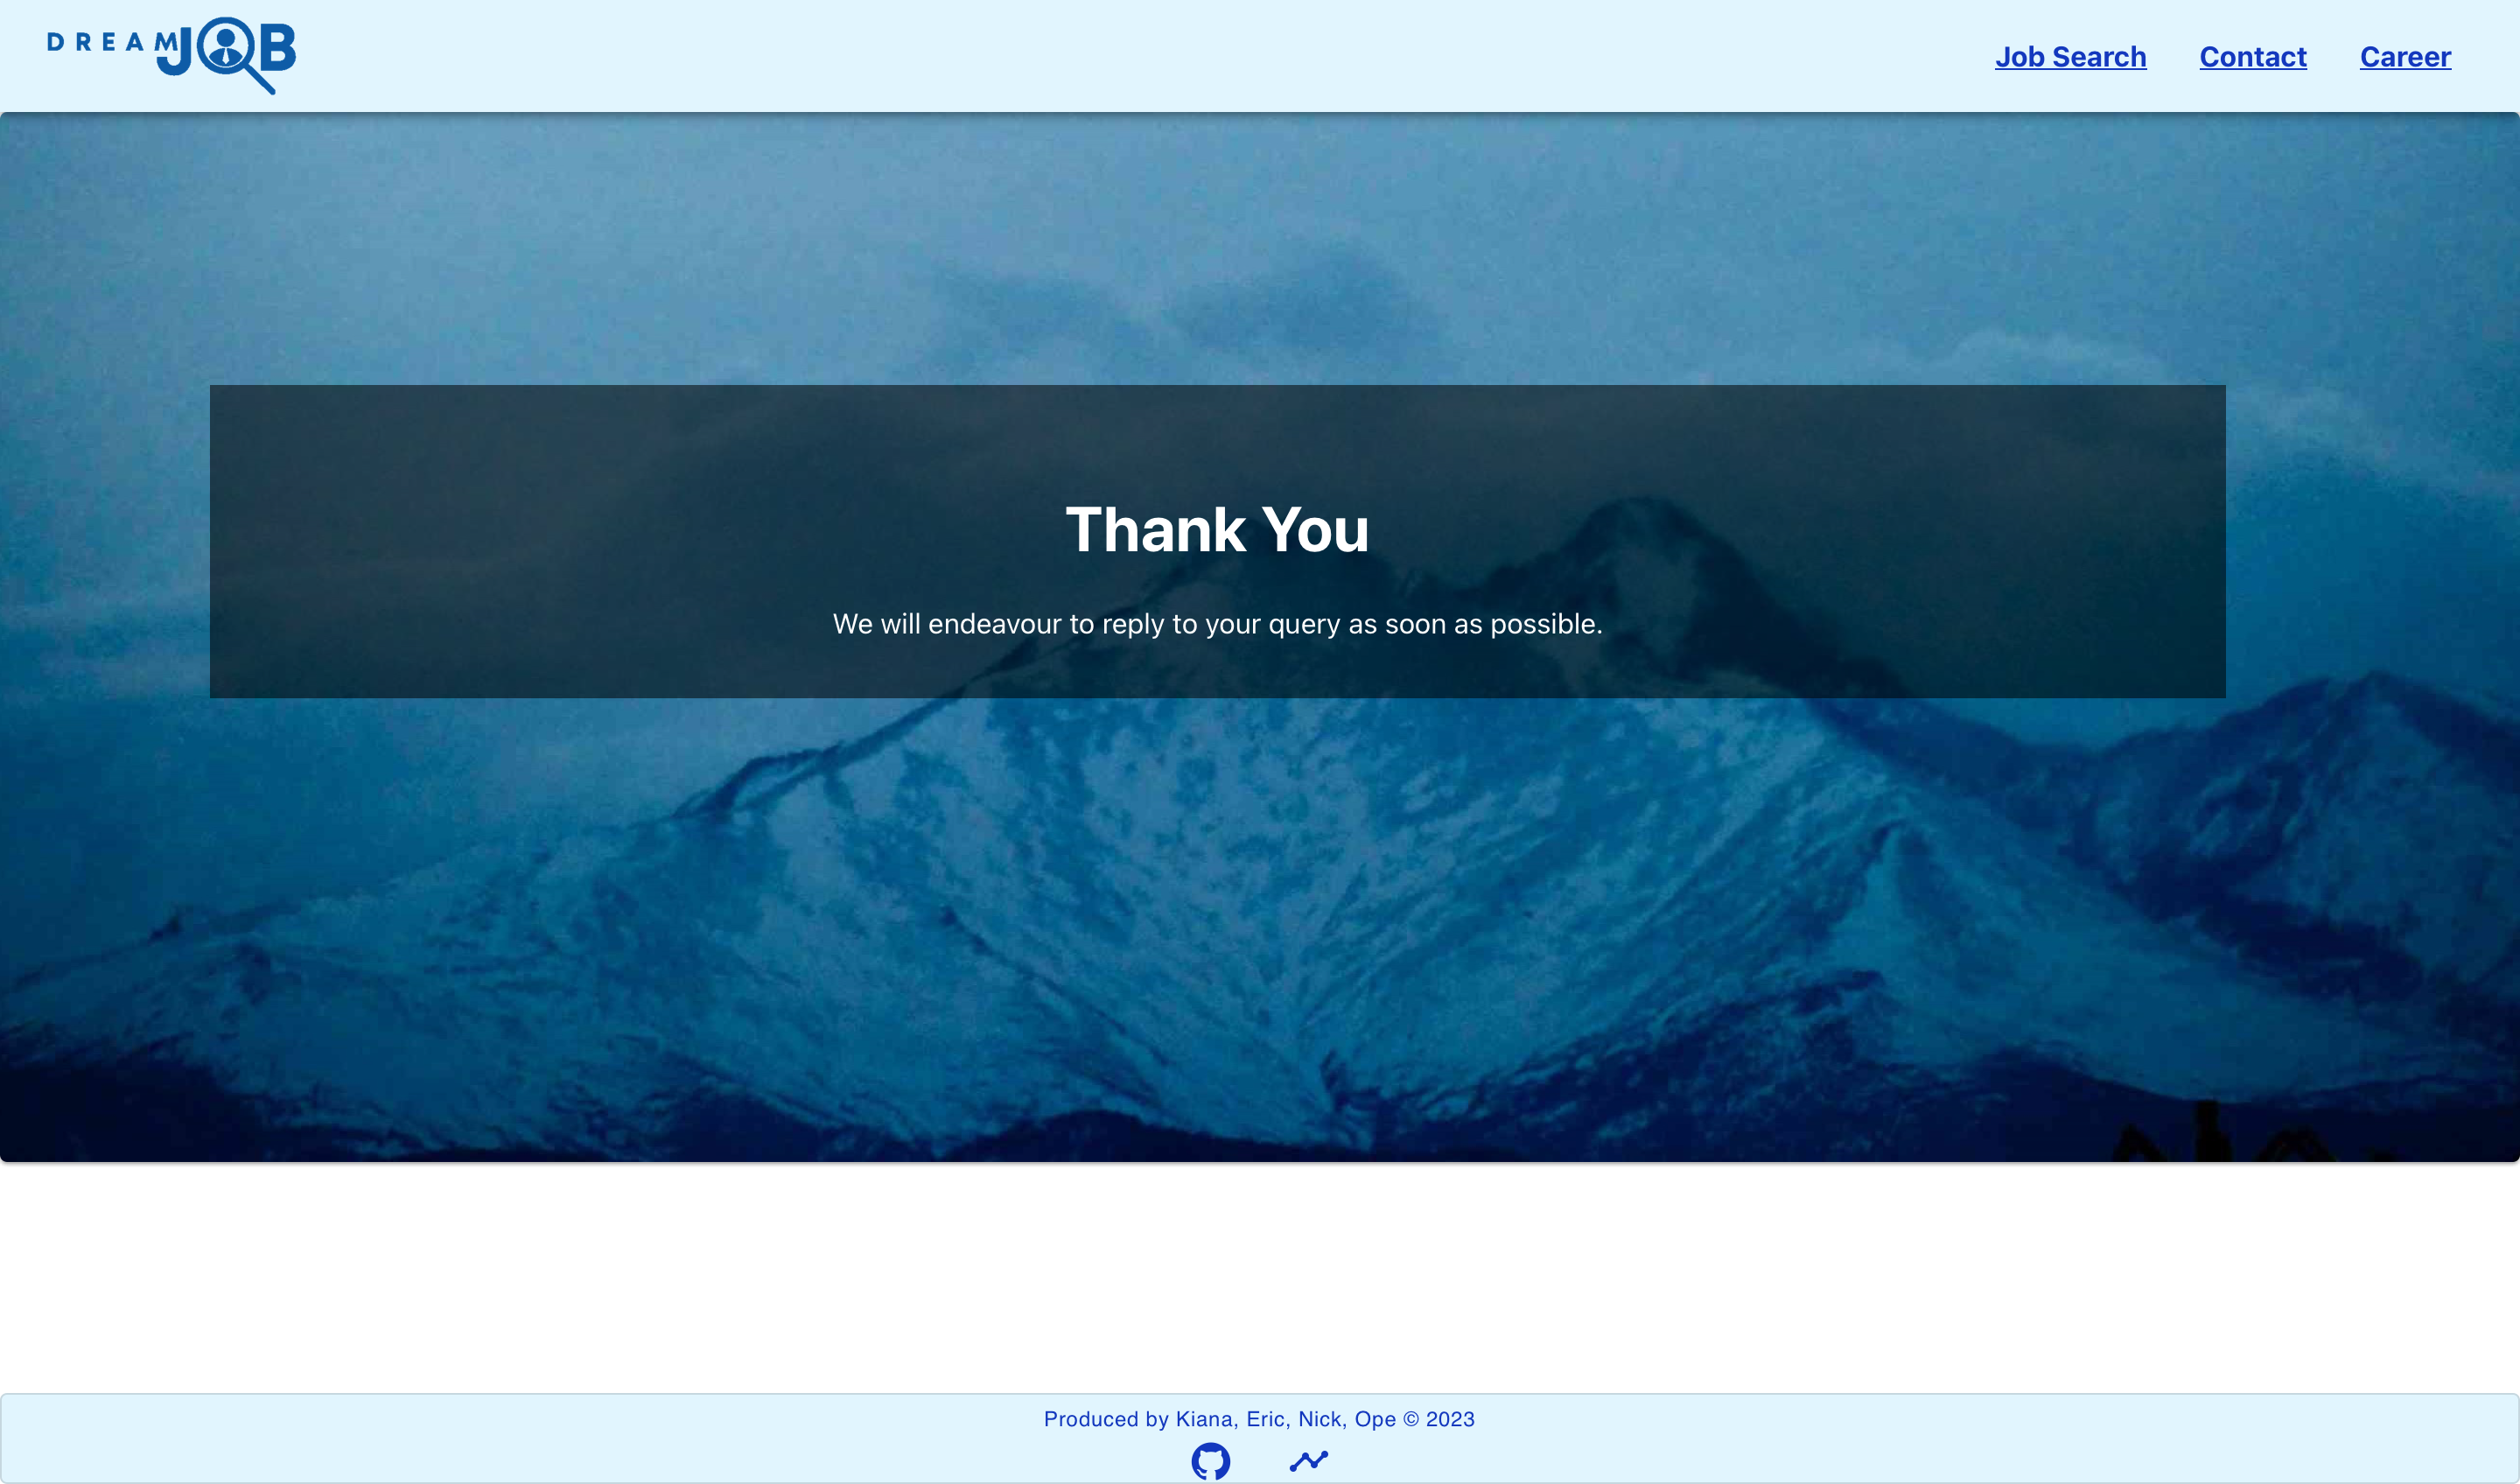 DREAM JOB
Job Search Contact Career
Thank You
We will endeavour to reply to your query as soon as possible.
Produced by Kiana, Eric, Nick, Ope © 2023